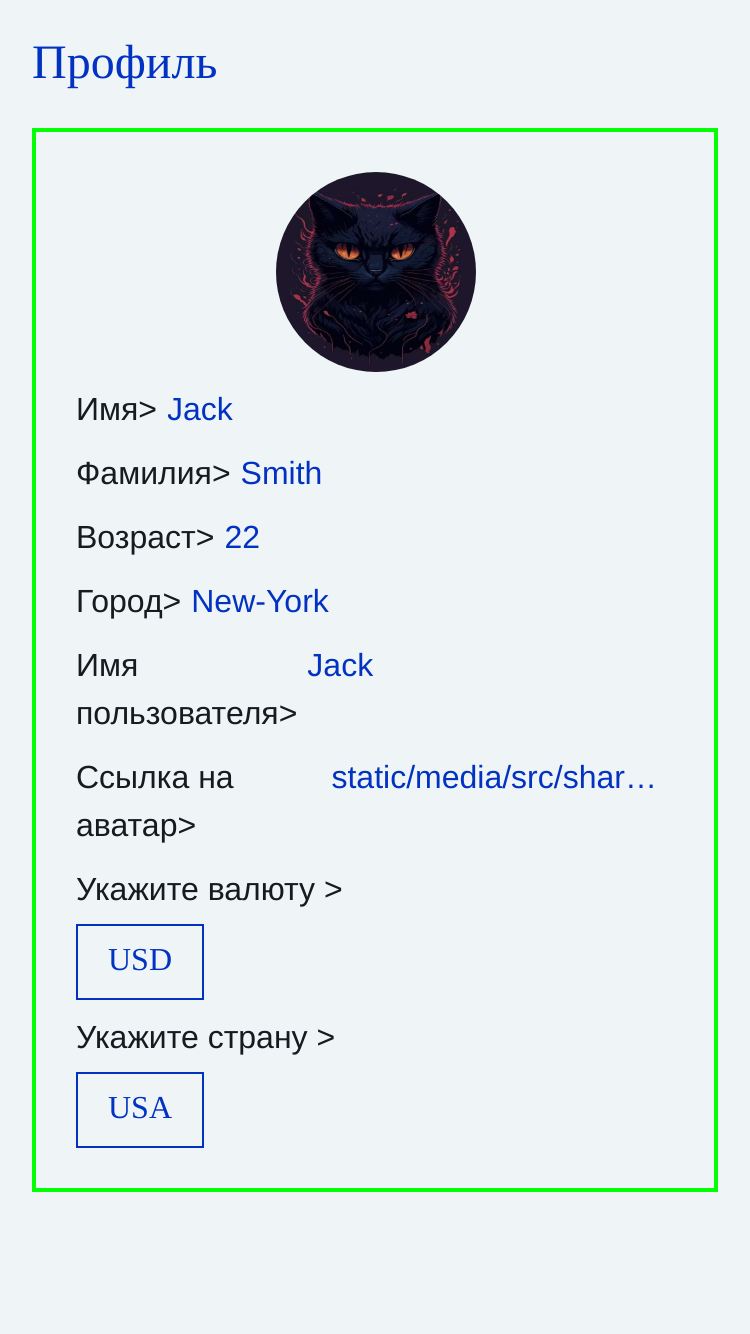 Профиль
Имя> Jack
Фамилия> Smith
Возраст> 22
Город> New-York
Имя Jack
пользователя>
Ссылка на static/media/src/shar…
аватар>
Укажите валюту >
USD
Укажите страну >
USA